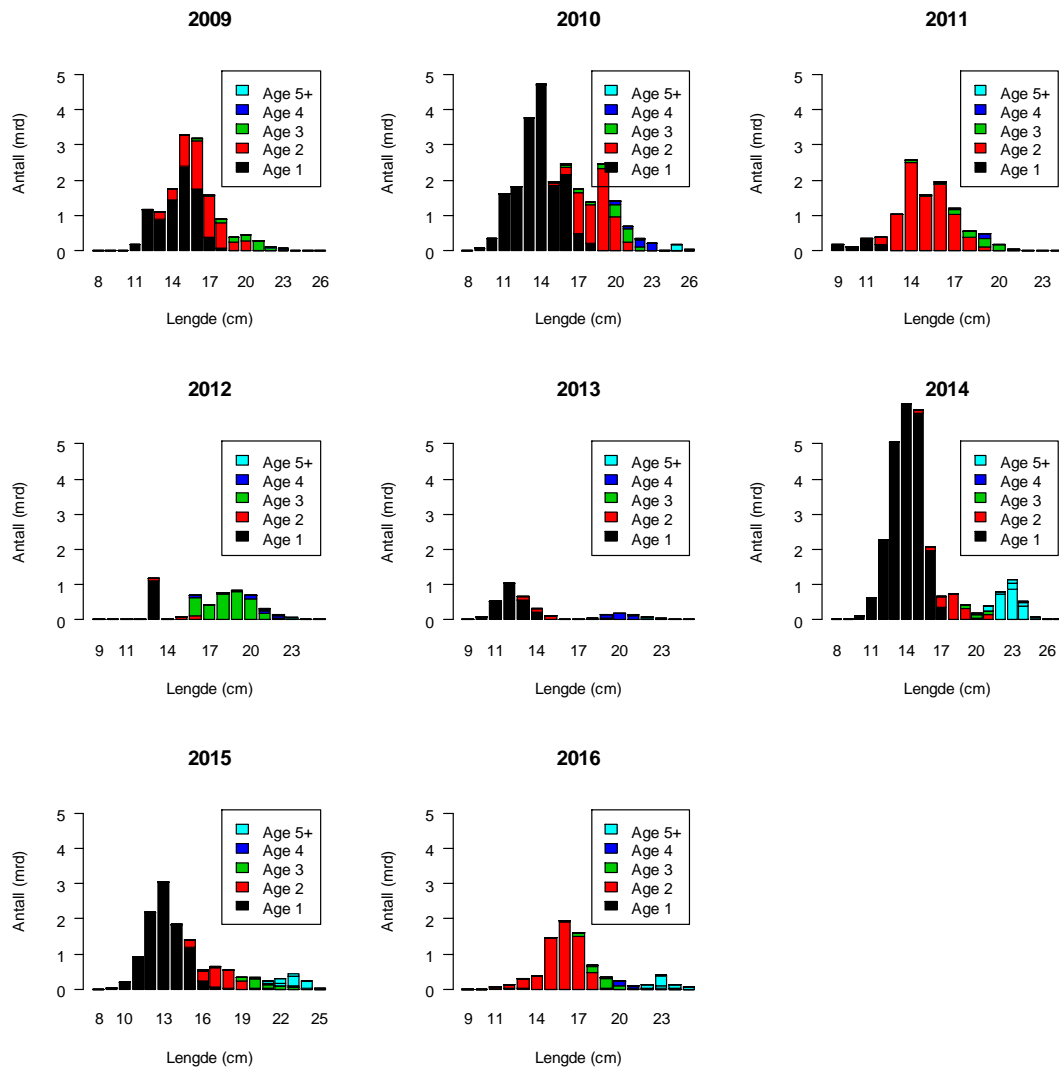 2009
5
4
3
2
1
0
Antall (mrd)
Age 5+
Age 4
Age 3
Age 2
Age 1
8 11 14 17 20 23 26
Lengde (cm)
2010
5
4
3
2
1
0
Antall (mrd)
Age 5+
Age 4
Age 3
Age 2
Age 1
8 11 14 17 20 23 26
Lengde (cm)
2011
5
4
3
2
1
0
Antall (mrd)
Age 5+
Age 4
Age 3
Age 2
Age 1
9 11 14 17 20 23
Lengde (cm)
2012
5
4
3
2
1
0
Antall (mrd)
Age 5+
Age 4
Age 3
Age 2
Age 1
9 11 14 17 20 23
Lengde (cm)
2013
5
4
3
2
1
0
Antall (mrd)
Age 5+
Age 4
Age 3
Age 2
Age 1
9 11 14 17 20 23
Lengde (cm)
2014
5
4
3
2
1
0
Antall (mrd)
Age 5+
Age 4
Age 3
Age 2
Age 1
8 11 14 17 20 23 26
Lengde (cm)
2015
5
4
3
2
1
0
Antall (mrd)
Age 5+
Age 4
Age 3
Age 2
Age 1
8 10 13 16 19 22 25
Lengde (cm)
2016
5
4
3
2
1
0
Antall (mrd)
Age 5+
Age 4
Age 3
Age 2
Age 1
9 11 14 17 20 23
Lengde (cm)